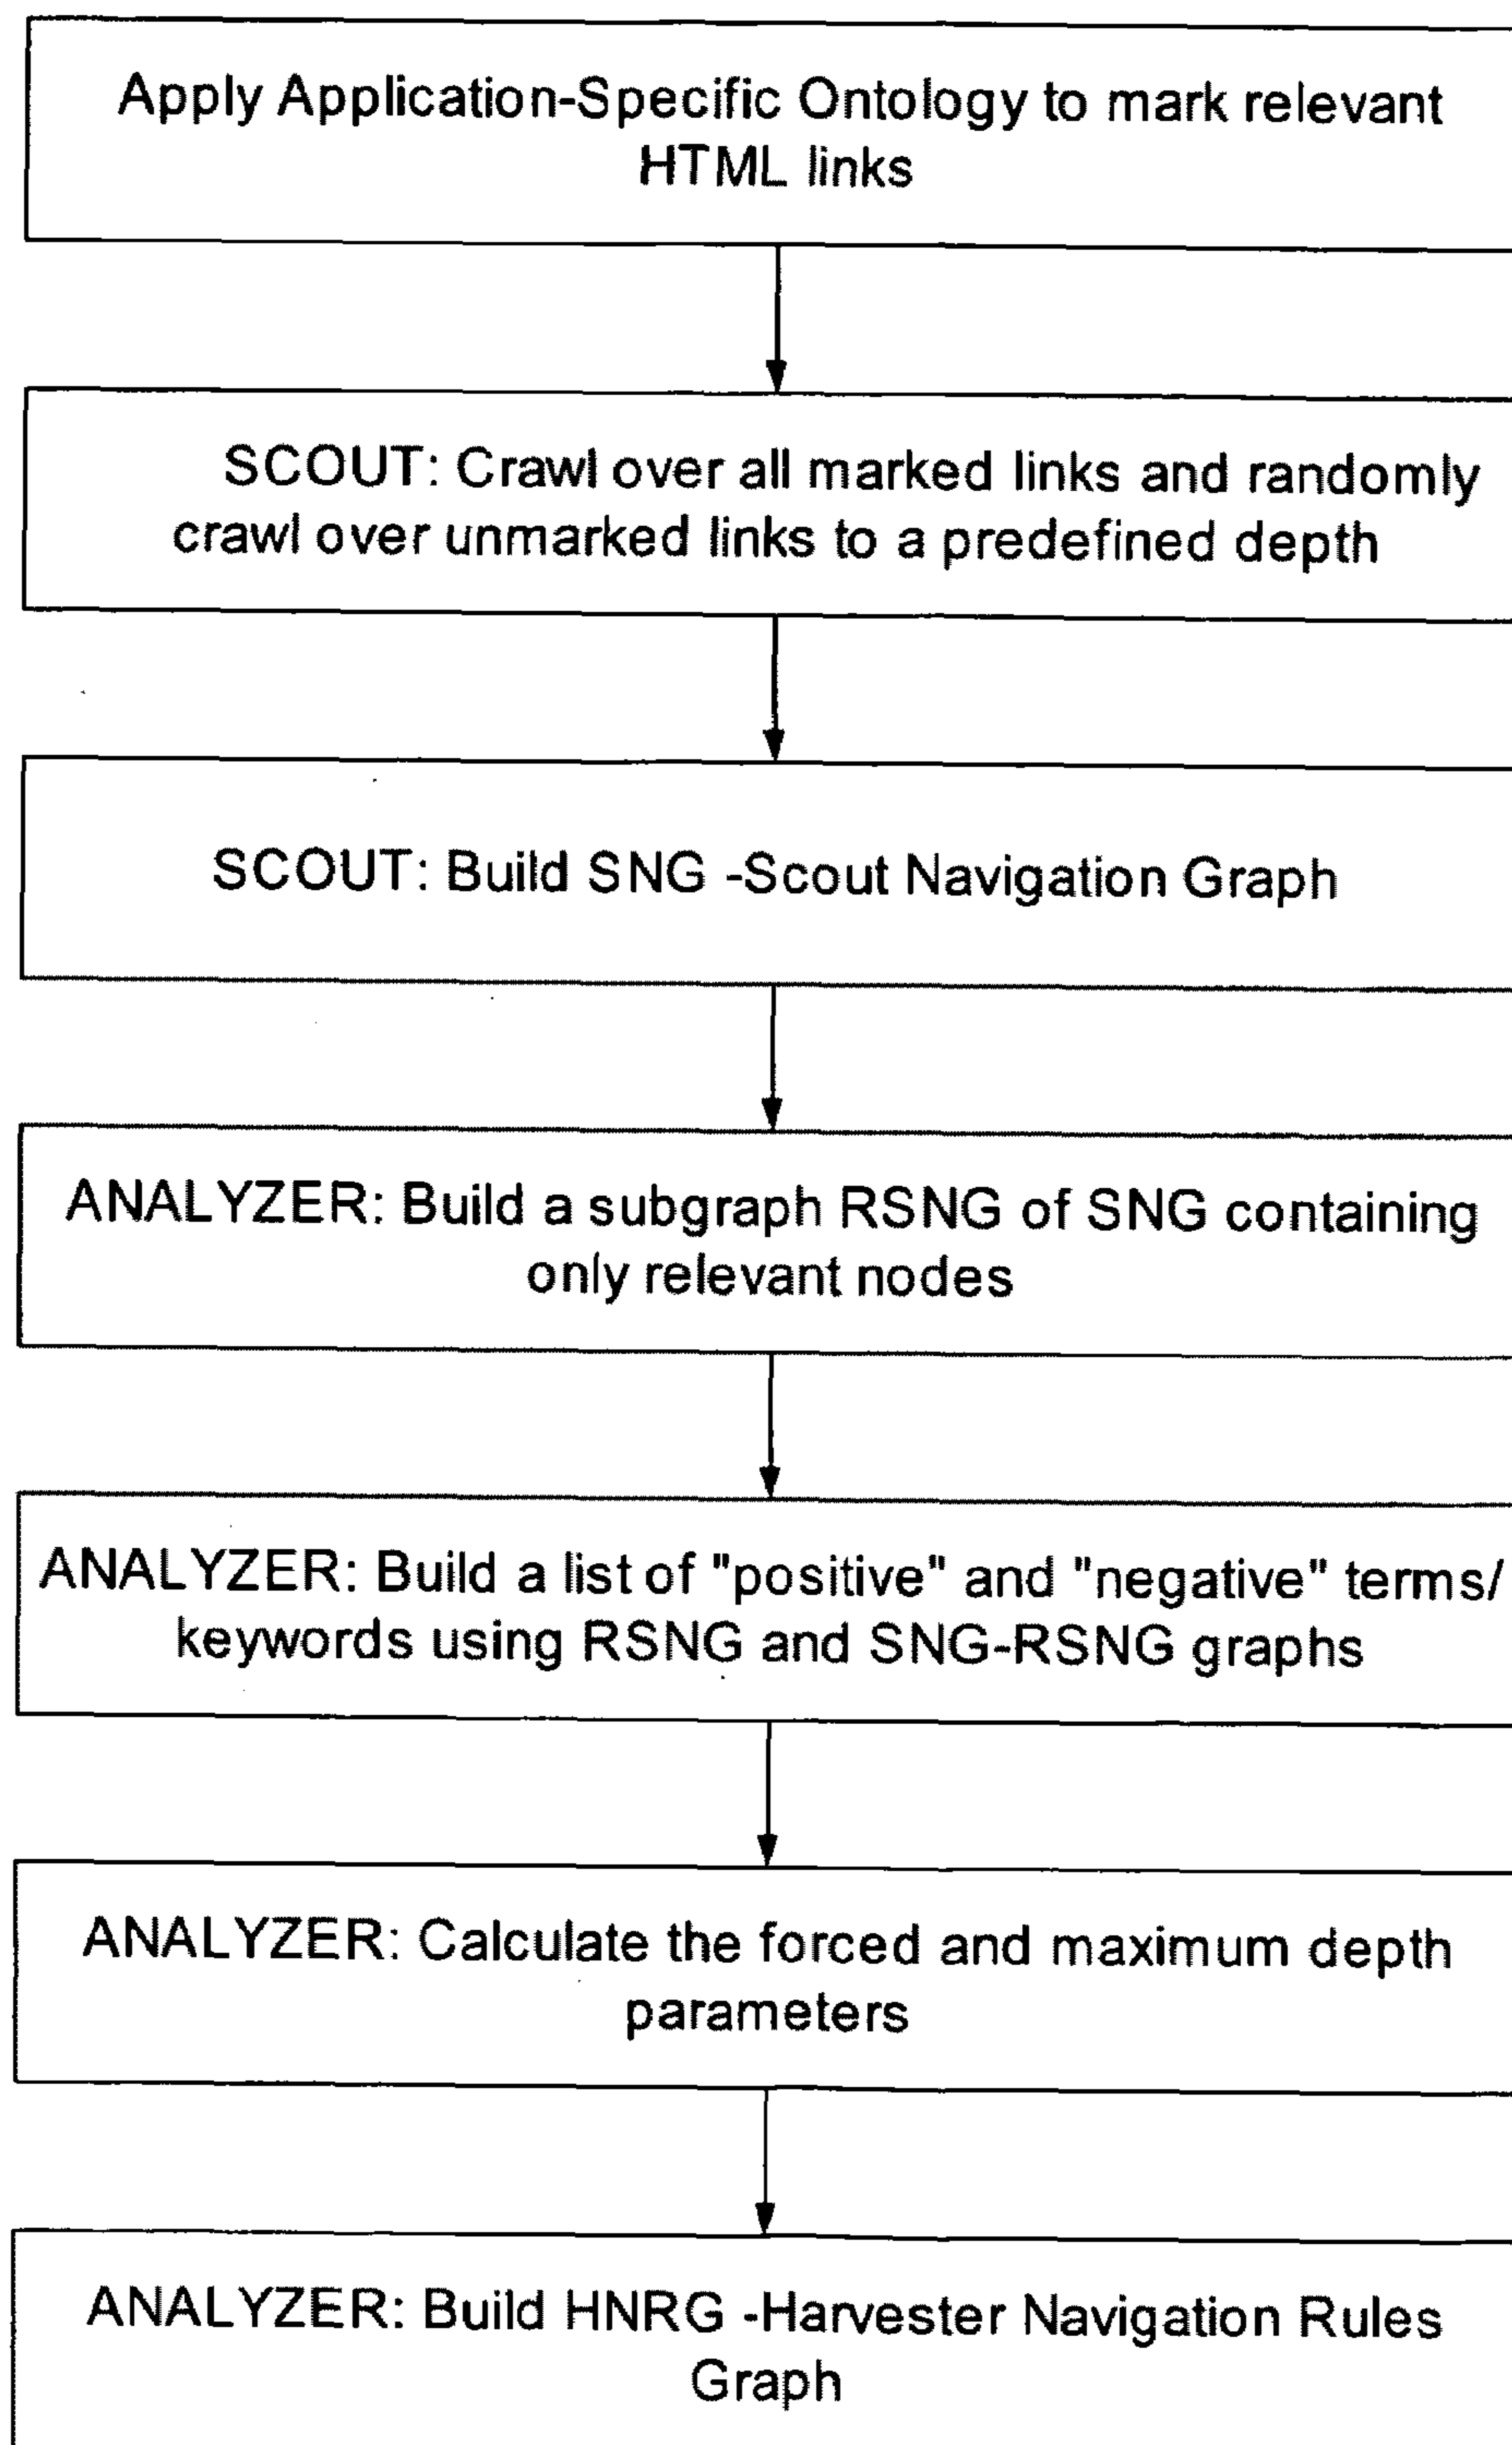 Apply Application-Specific Ontology to mark relevant
HTML links
SCOUT: Crawl over all marked links and randomly
crawl over unmarked links to a predefined depth
SCOUT: Build SNG -Scout Navigation Graph
ANALYZER: Build a subgraph RSNG of SNG containing
only relevant nodes
ANALYZER: Build a list of "positive" and "negative" terms/
keywords using RSNG and SNG-RSNG graphs
ANALYZER: Calculate the forced and maximum depth
parameters
ANALYZER: Build HNRG -Harvester Navigation Rules
Graph